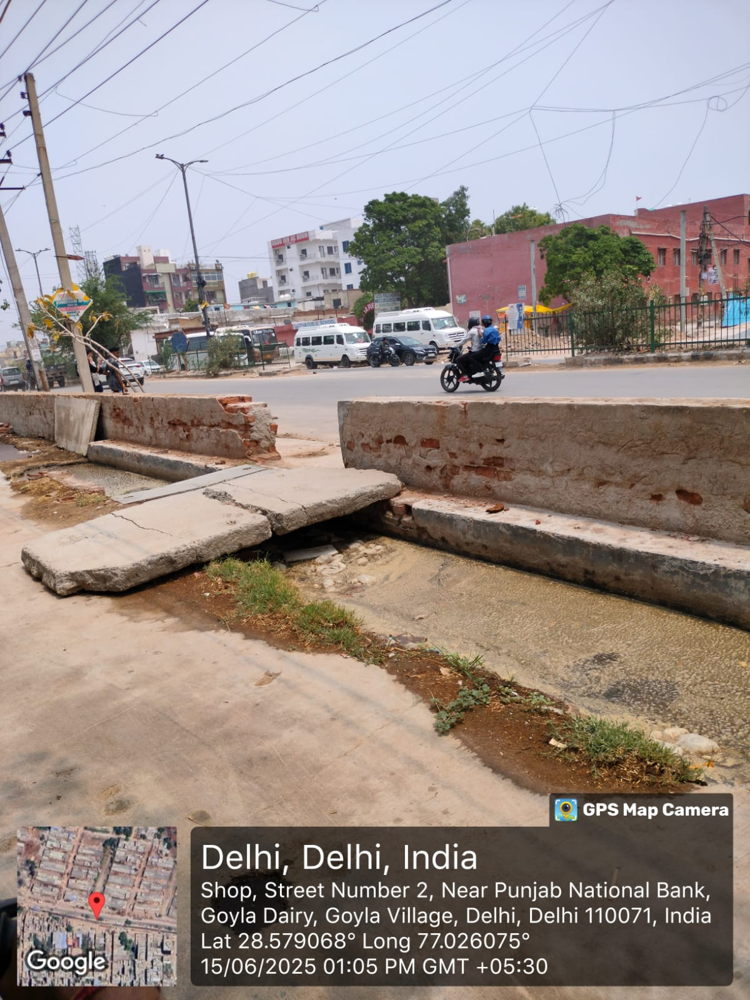 PUBLIC SCHOOL
GPS Map Camera
Delhi, Delhi, India
Shop, Street Number 2, Near Punjab National Bank,
Goyla Dairy, Goyla Village, Delhi, Delhi 110071, India
Lat 28.579068° Long 77.026075°
15/06/2025 01:05 PM GMT +05:30
Google